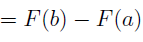 = F(b) − F(a)